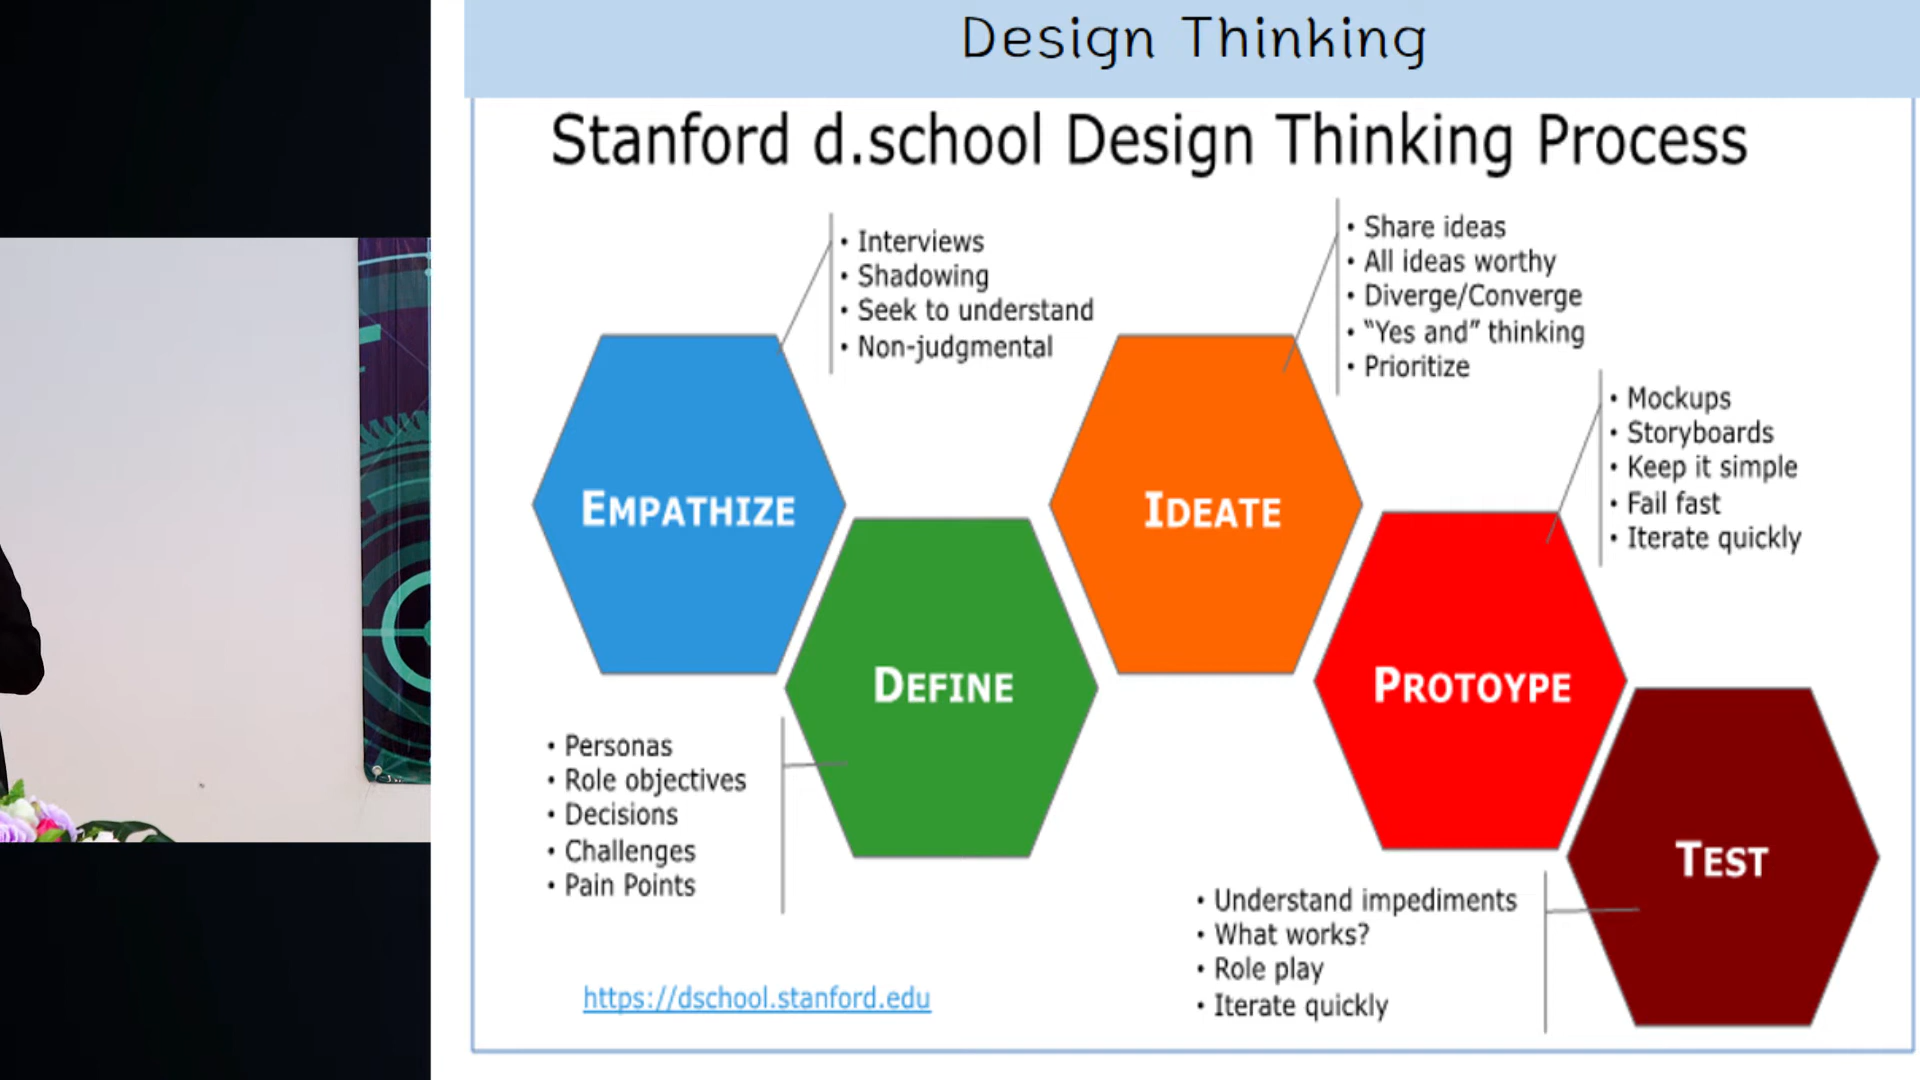 Design Thinking
Stanford d.school Design Thinking Process
• Interviews
• Shadowing
• Seek to understand
• Non-judgmental
• Share ideas
• All ideas worthy
• Diverge/Converge
• “Yes and” thinking
• Prioritize
• Mockups
• Storyboards
• Keep it simple
• Fail fast
• Iterate quickly
EMPATHIZE
IDEATE
DEFINE
PROTOYPE
• Personas
• Role objectives
• Decisions
• Challenges
• Pain Points
TEST
• Understand impediments
• What works?
• Role play
• Iterate quickly
https://dschool.stanford.edu